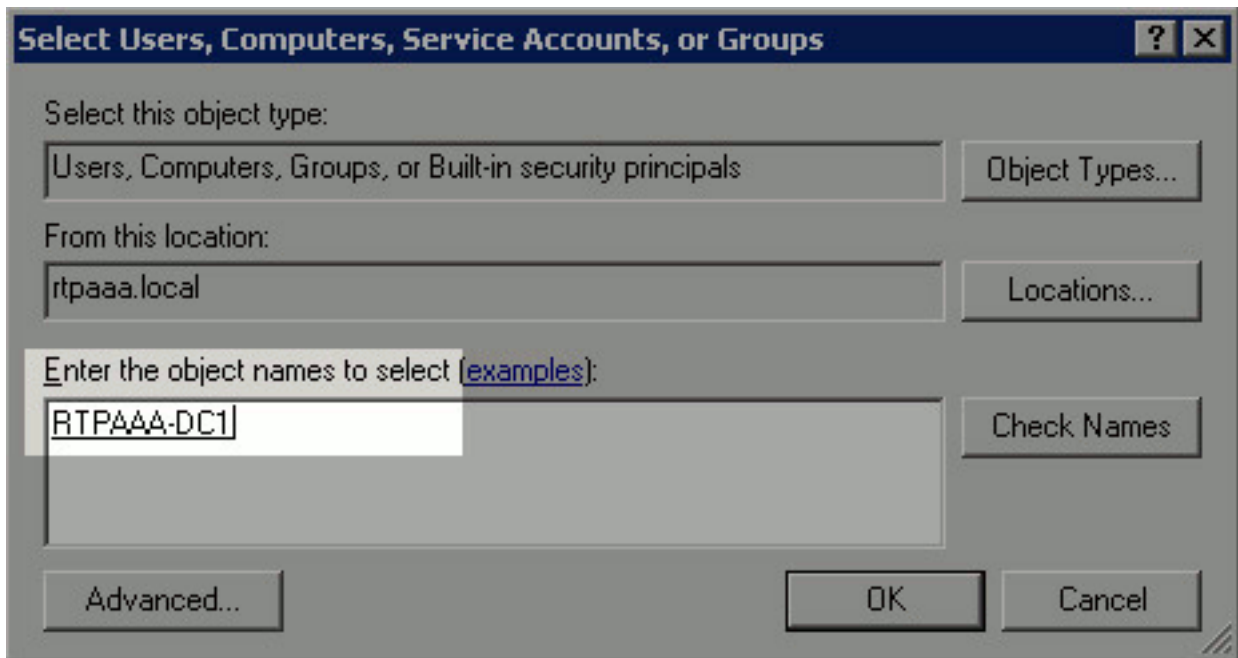 Select Users, Computers, Service Accounts, or Groups
Select this object type:
Users, Computers, Groups, or Built-in security principals
Object Types...
From this location:
rtpaaa.local
Locations...
Enter the object names to select (examples):
RTPAAA-DC1
Check Names
Advanced...
OK
Cancel